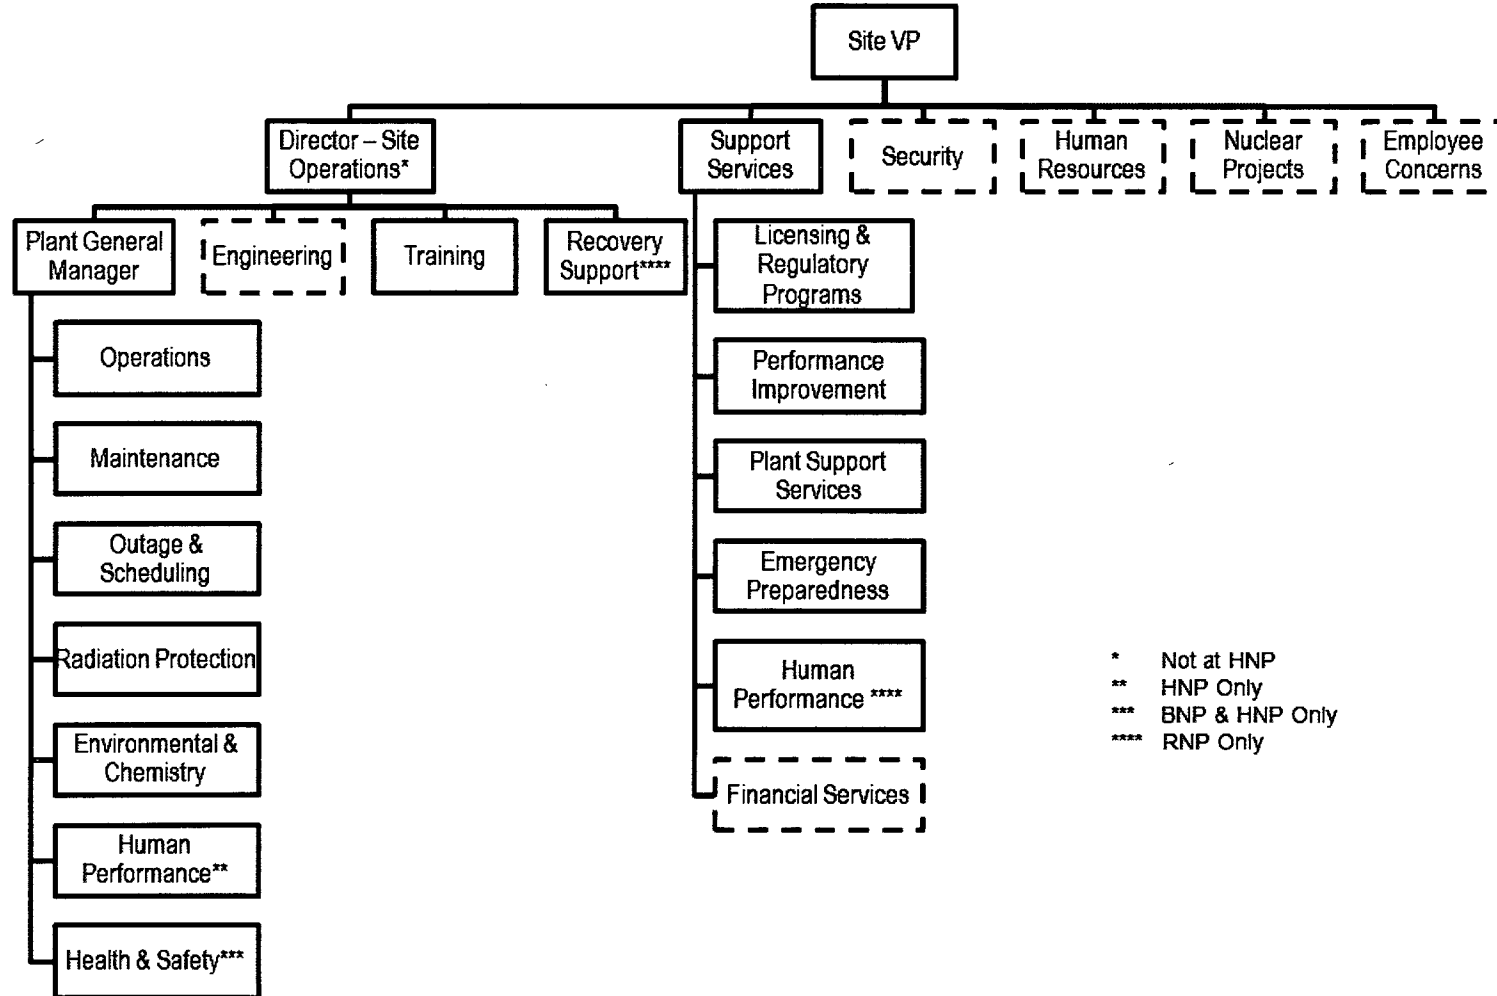 Site VP
Director – Site
Operations*
Support
Services
Security
Human
Resources
Nuclear
Projects
Employee
Concerns
Plant General
Manager
Engineering
Training
Recovery
Support****
Licensing &
Regulatory
Programs
Operations
Performance
Improvement
Maintenance
Plant Support
Services
Outage &
Scheduling
Emergency
Preparedness
Radiation Protection
Human
Performance ****
Environmental &
Chemistry
Financial Services
Human
Performance**
Health & Safety***
* Not at HNP
** HNP Only
*** BNP & HNP Only
**** RNP Only